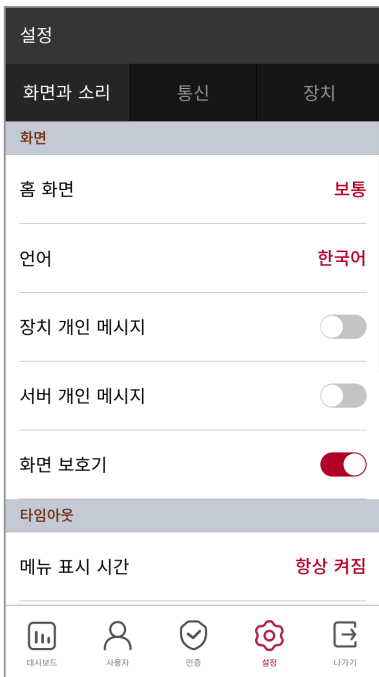 설정
화면과 소리 통신 장치
화면
홈 화면 보통
언어 한국어
장치 개인 메시지
서버 개인 메시지
화면 보호기
타임아웃
메뉴 표시 시간 항상 켜짐
대시보드 사용자 인증 설정 나가기